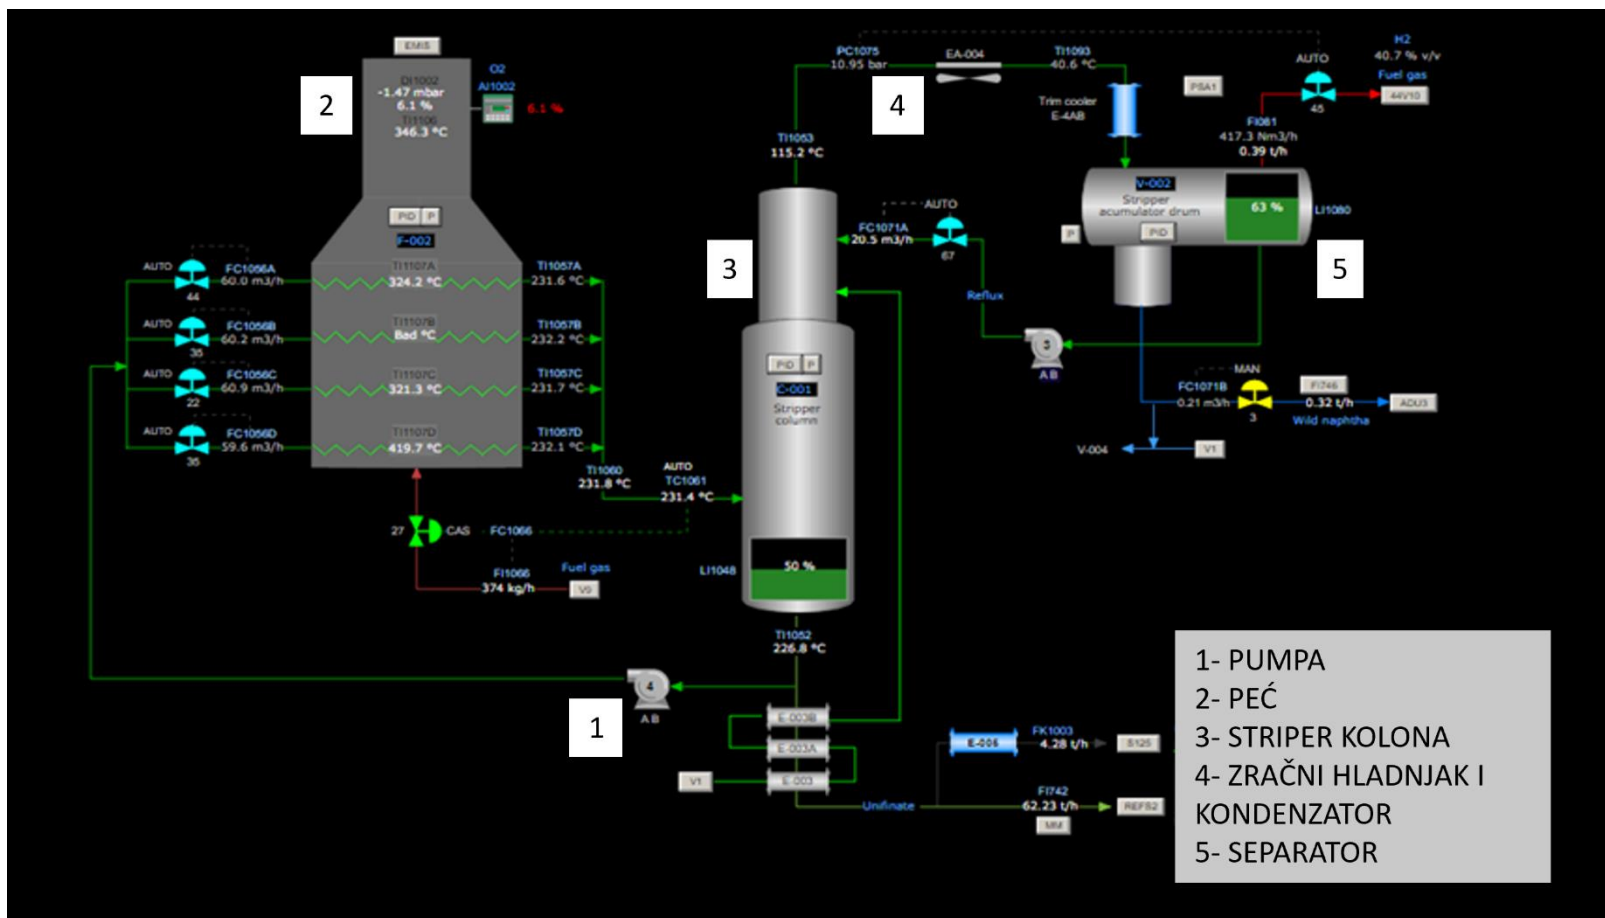 EMIS
2
DI1002
-1.47 mbar
6.1 %
TI1106
346.3 °C
O2
AI1002
6.1 %
PID P
F-002
AUTO
FC1056A
60.0 m3/h
44
TI1107A
324.2 °C
TI1057A
231.6 °C
AUTO
FC1056B
60.2 m3/h
35
TI1107B
Bad °C
TI1057B
232.2 °C
AUTO
FC1056C
60.9 m3/h
22
TI1107C
321.3 °C
TI1057C
231.7 °C
AUTO
FC1056D
59.6 m3/h
35
TI1107D
419.7 °C
TI1057D
232.1 °C
TI1060
231.8 °C
AUTO
TC1061
231.4 °C
27
CAS
FC1066
FI1066
374 kg/h
Fuel gas
V9
PC1075
10.95 bar
4
EA-004
TI1093
40.6 °C
Trim cooler
E-4AB
PSA1
AUTO
45
H2
40.7 % v/v
Fuel gas
44V10
FI081
417.3 Nm3/h
0.39 t/h
TI1053
115.2 °C
V-002
Stripper
acumulator drum
P
PID
63 %
LI1080
5
3
AUTO
FC1071A
20.5 m3/h
67
Reflux
3
A B
MAN
FC1071B
0.21 m3/h
3
FI746
0.32 t/h
Wild naphtha
ADU3
V-004
V1
PID P
C-001
Stripper
column
LI1048
50 %
TI1052
226.8 °C
4
A B
1
E-003B
E-003A
E-003
V1
Unifinate
E-005
FK1003
4.28 t/h
S125
FI742
62.23 t/h
MM
REFS2
1- PUMPA
2- PEĆ
3- STRIPER KOLONA
4- ZRAČNI HLADNJAK I
KONDENZATOR
5- SEPARATOR